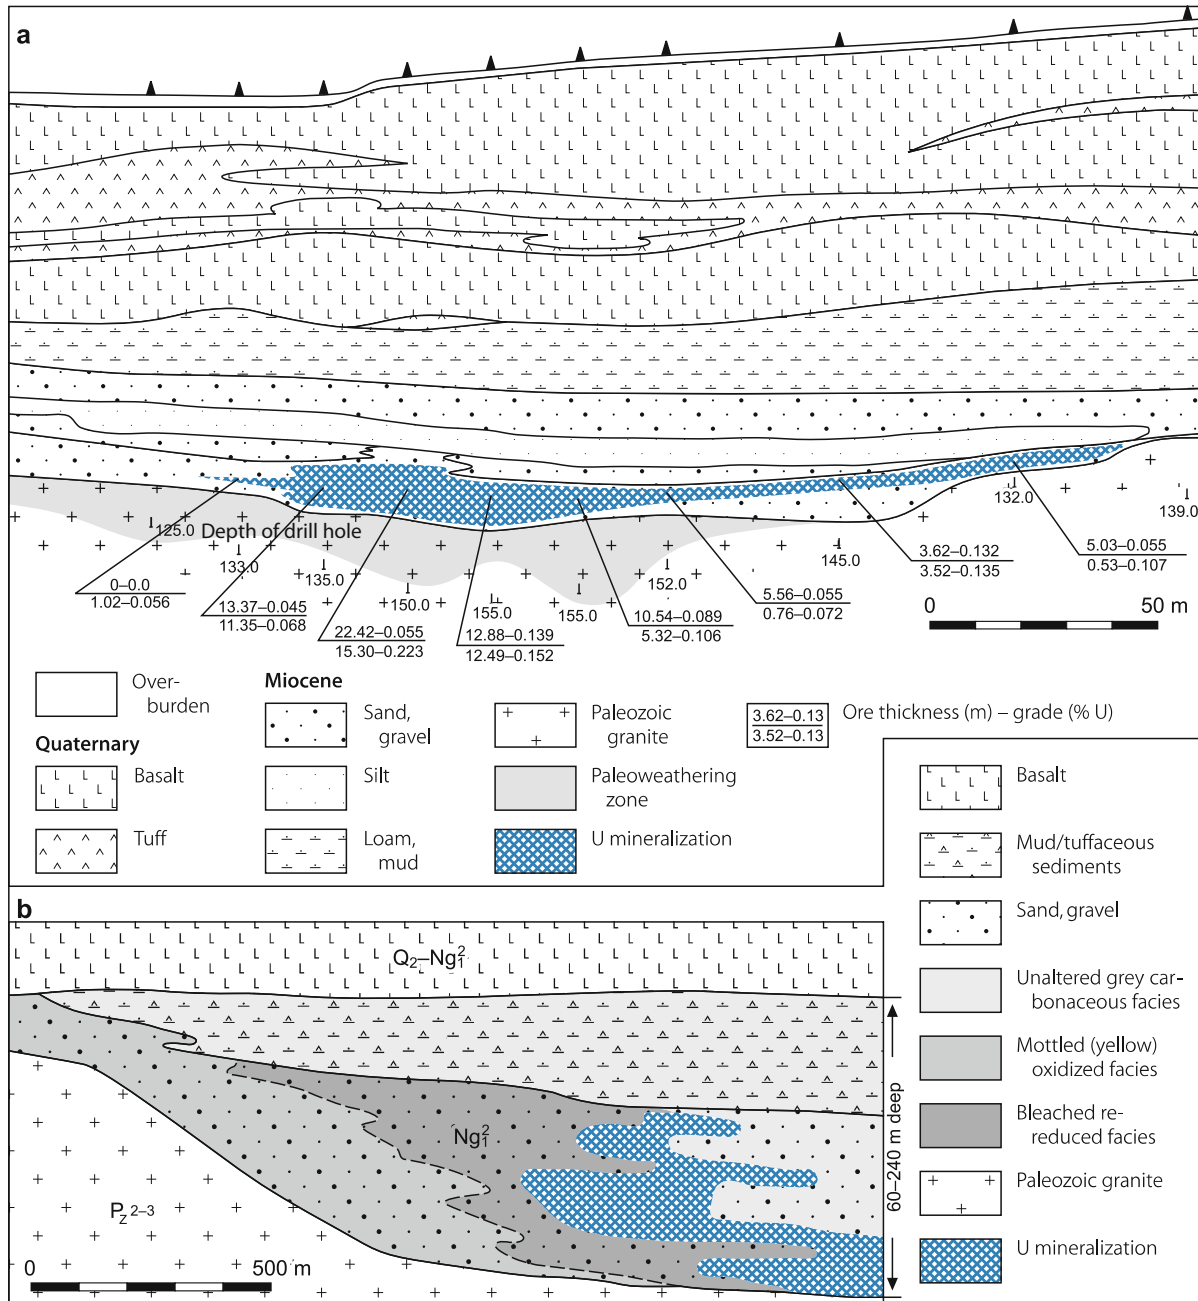 a
125.0
Depth of drill hole
133.0
135.0
150.0
155.0
155.0
152.0
145.0
132.0
139.0
0–0.0
1.02–0.056
13.37–0.045
11.35–0.068
22.42–0.055
15.30–0.223
12.88–0.139
12.49–0.152
10.54–0.089
5.32–0.106
5.56–0.055
0.76–0.072
3.62–0.132
3.52–0.135
5.03–0.055
0.53–0.107
0 50 m
Over-
burden
Quaternary
Basalt
Tuff
Miocene
Sand,
gravel
Silt
Loam,
mud
Paleozoic
granite
Paleoweathering
zone
U mineralization
3.62–0.13
3.52–0.13
Ore thickness (m) – grade (% U)
Basalt
Mud/tuffaceous
sediments
Sand, gravel
Unaltered grey car-
bonaceous facies
Mottled (yellow)
oxidized facies
Bleached re-
reduced facies
Paleozoic granite
U mineralization
b
Q₂–Ng₁²
Ng₁²
P_Z 2–3
60–240 m deep
0 500 m